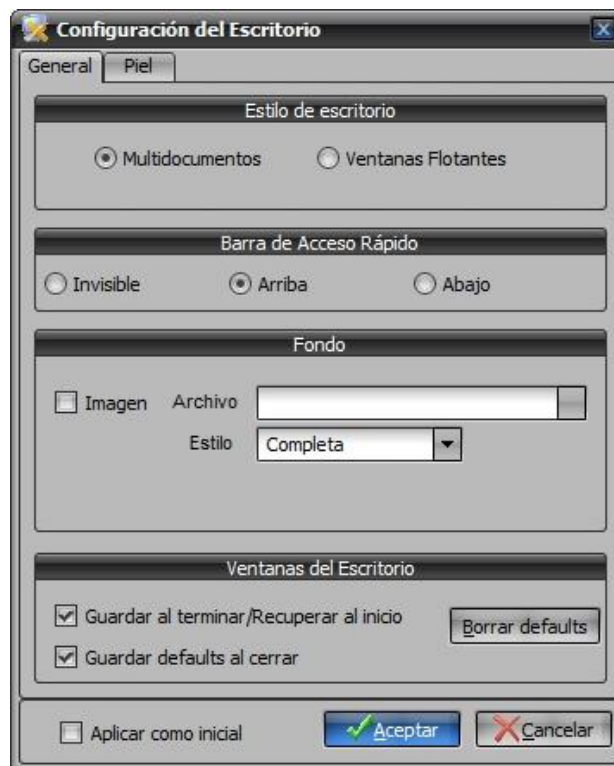 Configuración del Escritorio
General Piel
Estilo de escritorio
Multidocumentos Ventanas Flotantes
Barra de Acceso Rápido
Invisible Arriba Abajo
Fondo
Imagen Archivo
Estilo Completa
Ventanas del Escritorio
Guardar al terminar/Recuperar al inicio
Borrar defaults
Guardar defaults al cerrar
Aplicar como inicial Aceptar Cancelar